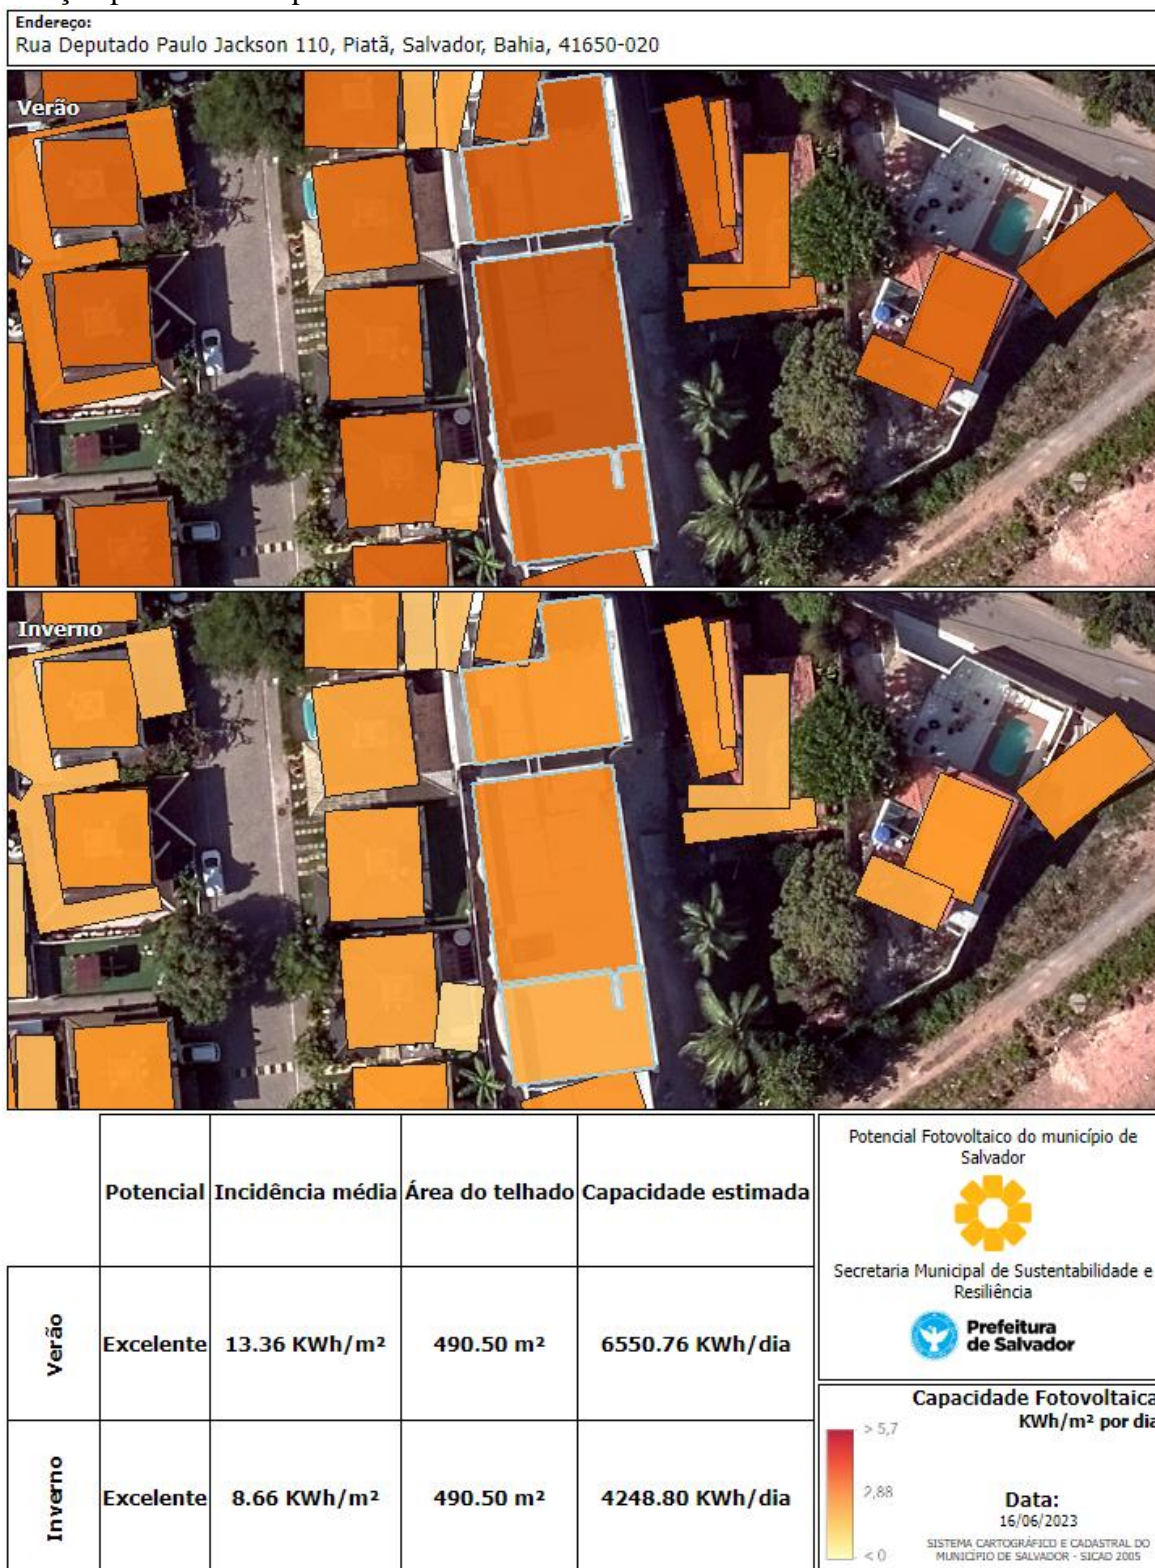 Endereço:
Rua Deputado Paulo Jackson 110, Piatã, Salvador, Bahia, 41650-020
Verão
Inverno
Potencial Incidência média Área do telhado Capacidade estimada
Verão Excelente 13.36 KWh/m² 490.50 m² 6550.76 KWh/dia
Inverno Excelente 8.66 KWh/m² 490.50 m² 4248.80 KWh/dia
Potencial Fotovoltaico do município de
Salvador
Secretaria Municipal de Sustentabilidade e
Resiliência
Prefeitura
de Salvador
Capacidade Fotovoltaica
KWh/m² por dia
> 5,7
2,88
< 0
Data:
16/06/2023
SISTEMA CARTOGRÁFICO E CADASTRAL DO
MUNICÍPIO DE SALVADOR - SICAD 2005